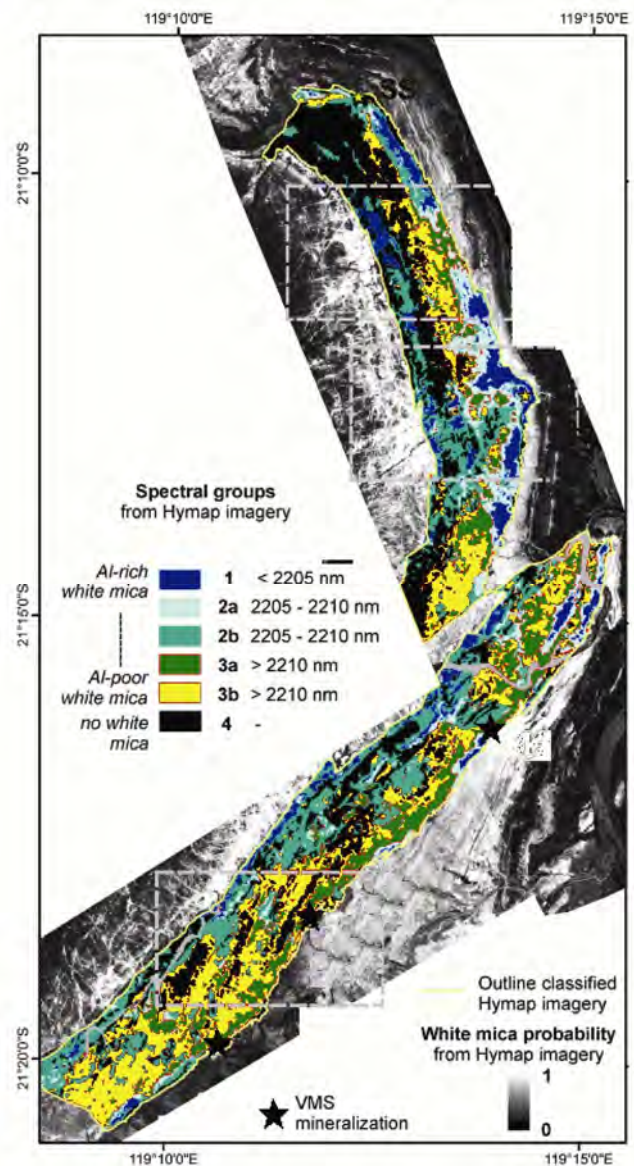 119°10'0"E
119°15'0"E
SS
21°10'0"S
Spectral groups
from Hymap imagery
Al-rich
white mica
1 < 2205 nm
2a 2205 - 2210 nm
2b 2205 - 2210 nm
3a > 2210 nm
Al-poor
white mica
3b > 2210 nm
no white
mica
4 -
21°15'0"S
Outline classified
Hymap imagery
White mica probability
from Hymap imagery
1
0
VMS
mineralization
21°20'0"S
119°10'0"E
119°15'0"E